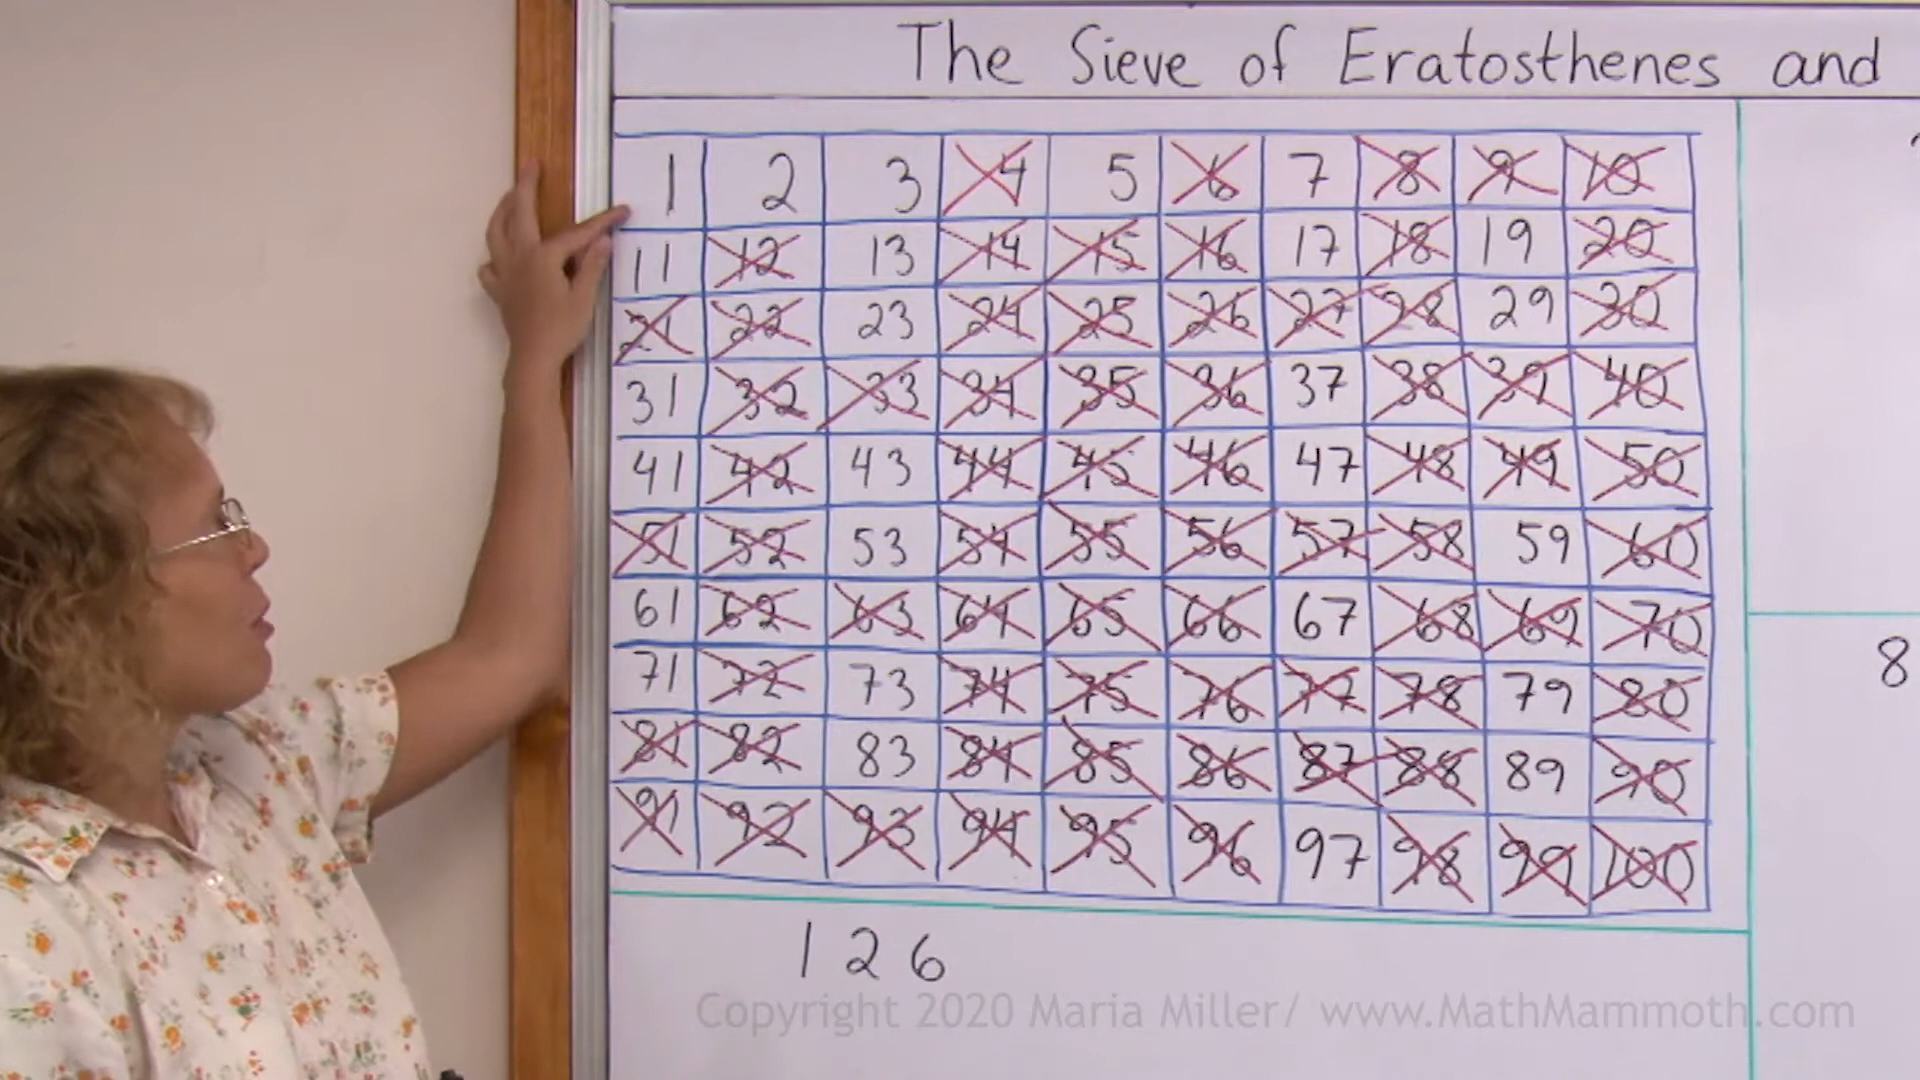 The Sieve of Eratosthenes and
1 2 3 4 5 6 7 8 9 10
11 12 13 14 15 16 17 18 19 20
21 22 23 24 25 26 27 28 29 30
31 32 33 34 35 36 37 38 39 40
41 42 43 44 45 46 47 48 49 50
51 52 53 54 55 56 57 58 59 60
61 62 63 64 65 66 67 68 69 70
71 72 73 74 75 76 77 78 79 80
81 82 83 84 85 86 87 88 89 90
91 92 93 94 95 96 97 98 99 100
8
126
Copyright 2020 Maria Miller/ www.MathMammoth.com